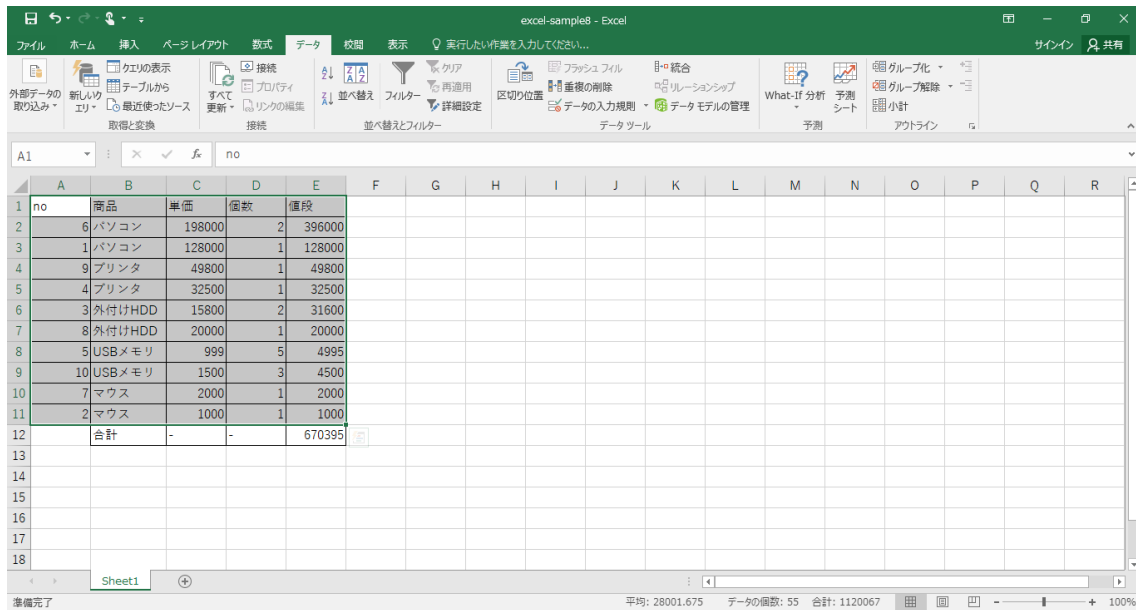 excel-sample8 - Excel
ファイル ホーム 挿入 ページ レイアウト 数式 データ 校閲 表示 実行したい作業を入力してください... サインイン 共有
外部データの取り込み
新しいクエリ
クエリの表示
テーブルから
最近使ったソース
取得と変換
すべて更新
接続
プロパティ
リンクの編集
接続
並べ替え
フィルター
クリア
再適用
詳細設定
並べ替えとフィルター
区切り位置
フラッシュ フィル
重複の削除
データの入力規則
統合
リレーションシップ
データ モデルの管理
データ ツール
What-If 分析
予測シート
予測
グループ化
グループ解除
小計
アウトライン
A1 fx no
A B C D E F G H I J K L M N O P Q R
1 no 商品 単価 個数 値段
2 6 パソコン 198000 2 396000
3 1 パソコン 128000 1 128000
4 9 プリンタ 49800 1 49800
5 4 プリンタ 32500 1 32500
6 3 外付けHDD 15800 2 31600
7 8 外付けHDD 20000 1 20000
8 5 USBメモリ 999 5 4995
9 10 USBメモリ 1500 3 4500
10 7 マウス 2000 1 2000
11 2 マウス 1000 1 1000
12 合計 - - 670395
13
14
15
16
17
18
Sheet1
準備完了 平均: 28001.675 データの個数: 55 合計: 1120067 100%